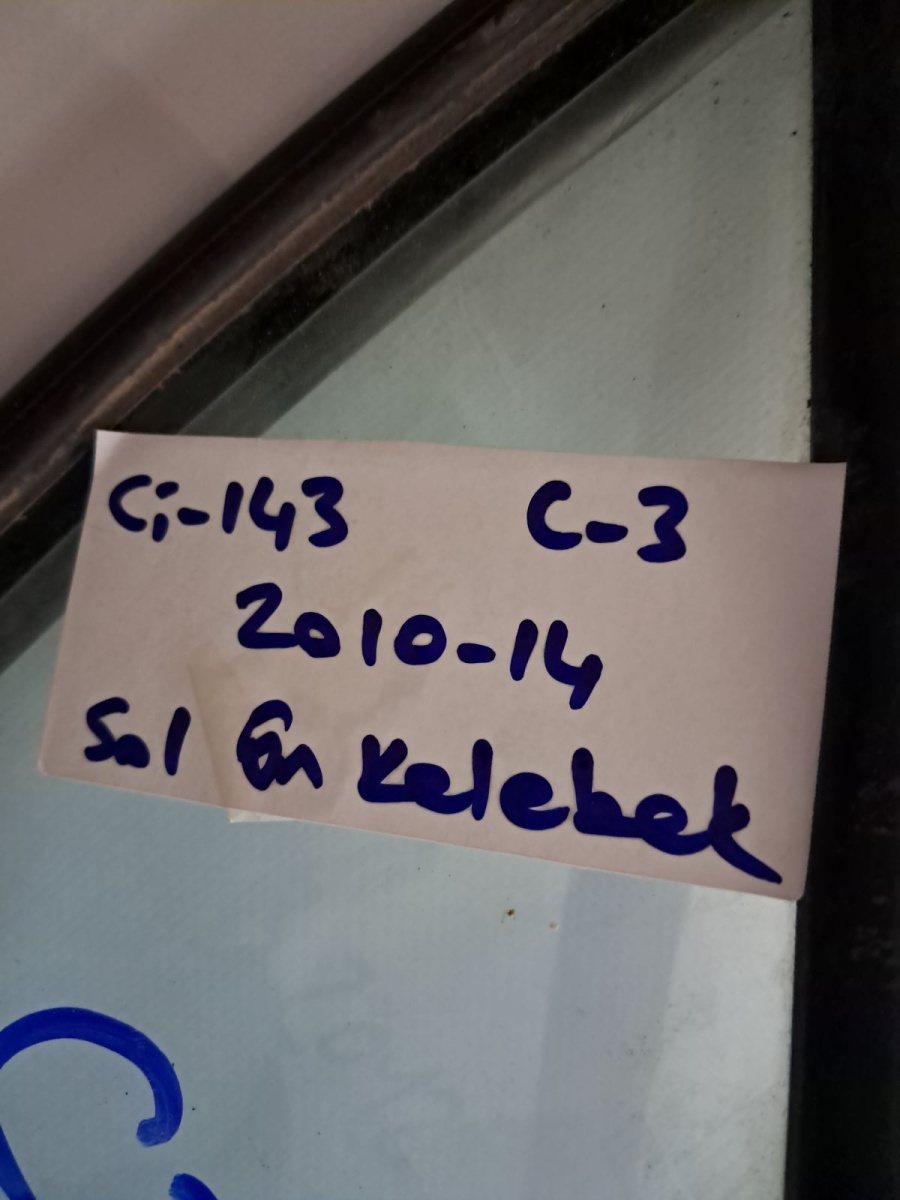 Ci-143 C-3
2010-14
Sol Ön Kelebek